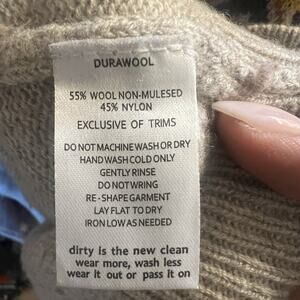 DURAWOOL
55% WOOL NON-MULESED
45% NYLON
EXCLUSIVE OF TRIMS
DO NOT MACHINE WASH OR DRY
HAND WASH COLD ONLY
GENTLY RINSE
DO NOT WRING
RE-SHAPE GARMENT
LAY FLAT TO DRY
IRON LOW AS NEEDED
dirty is the new clean
wear more, wash less
wear it out or pass it on